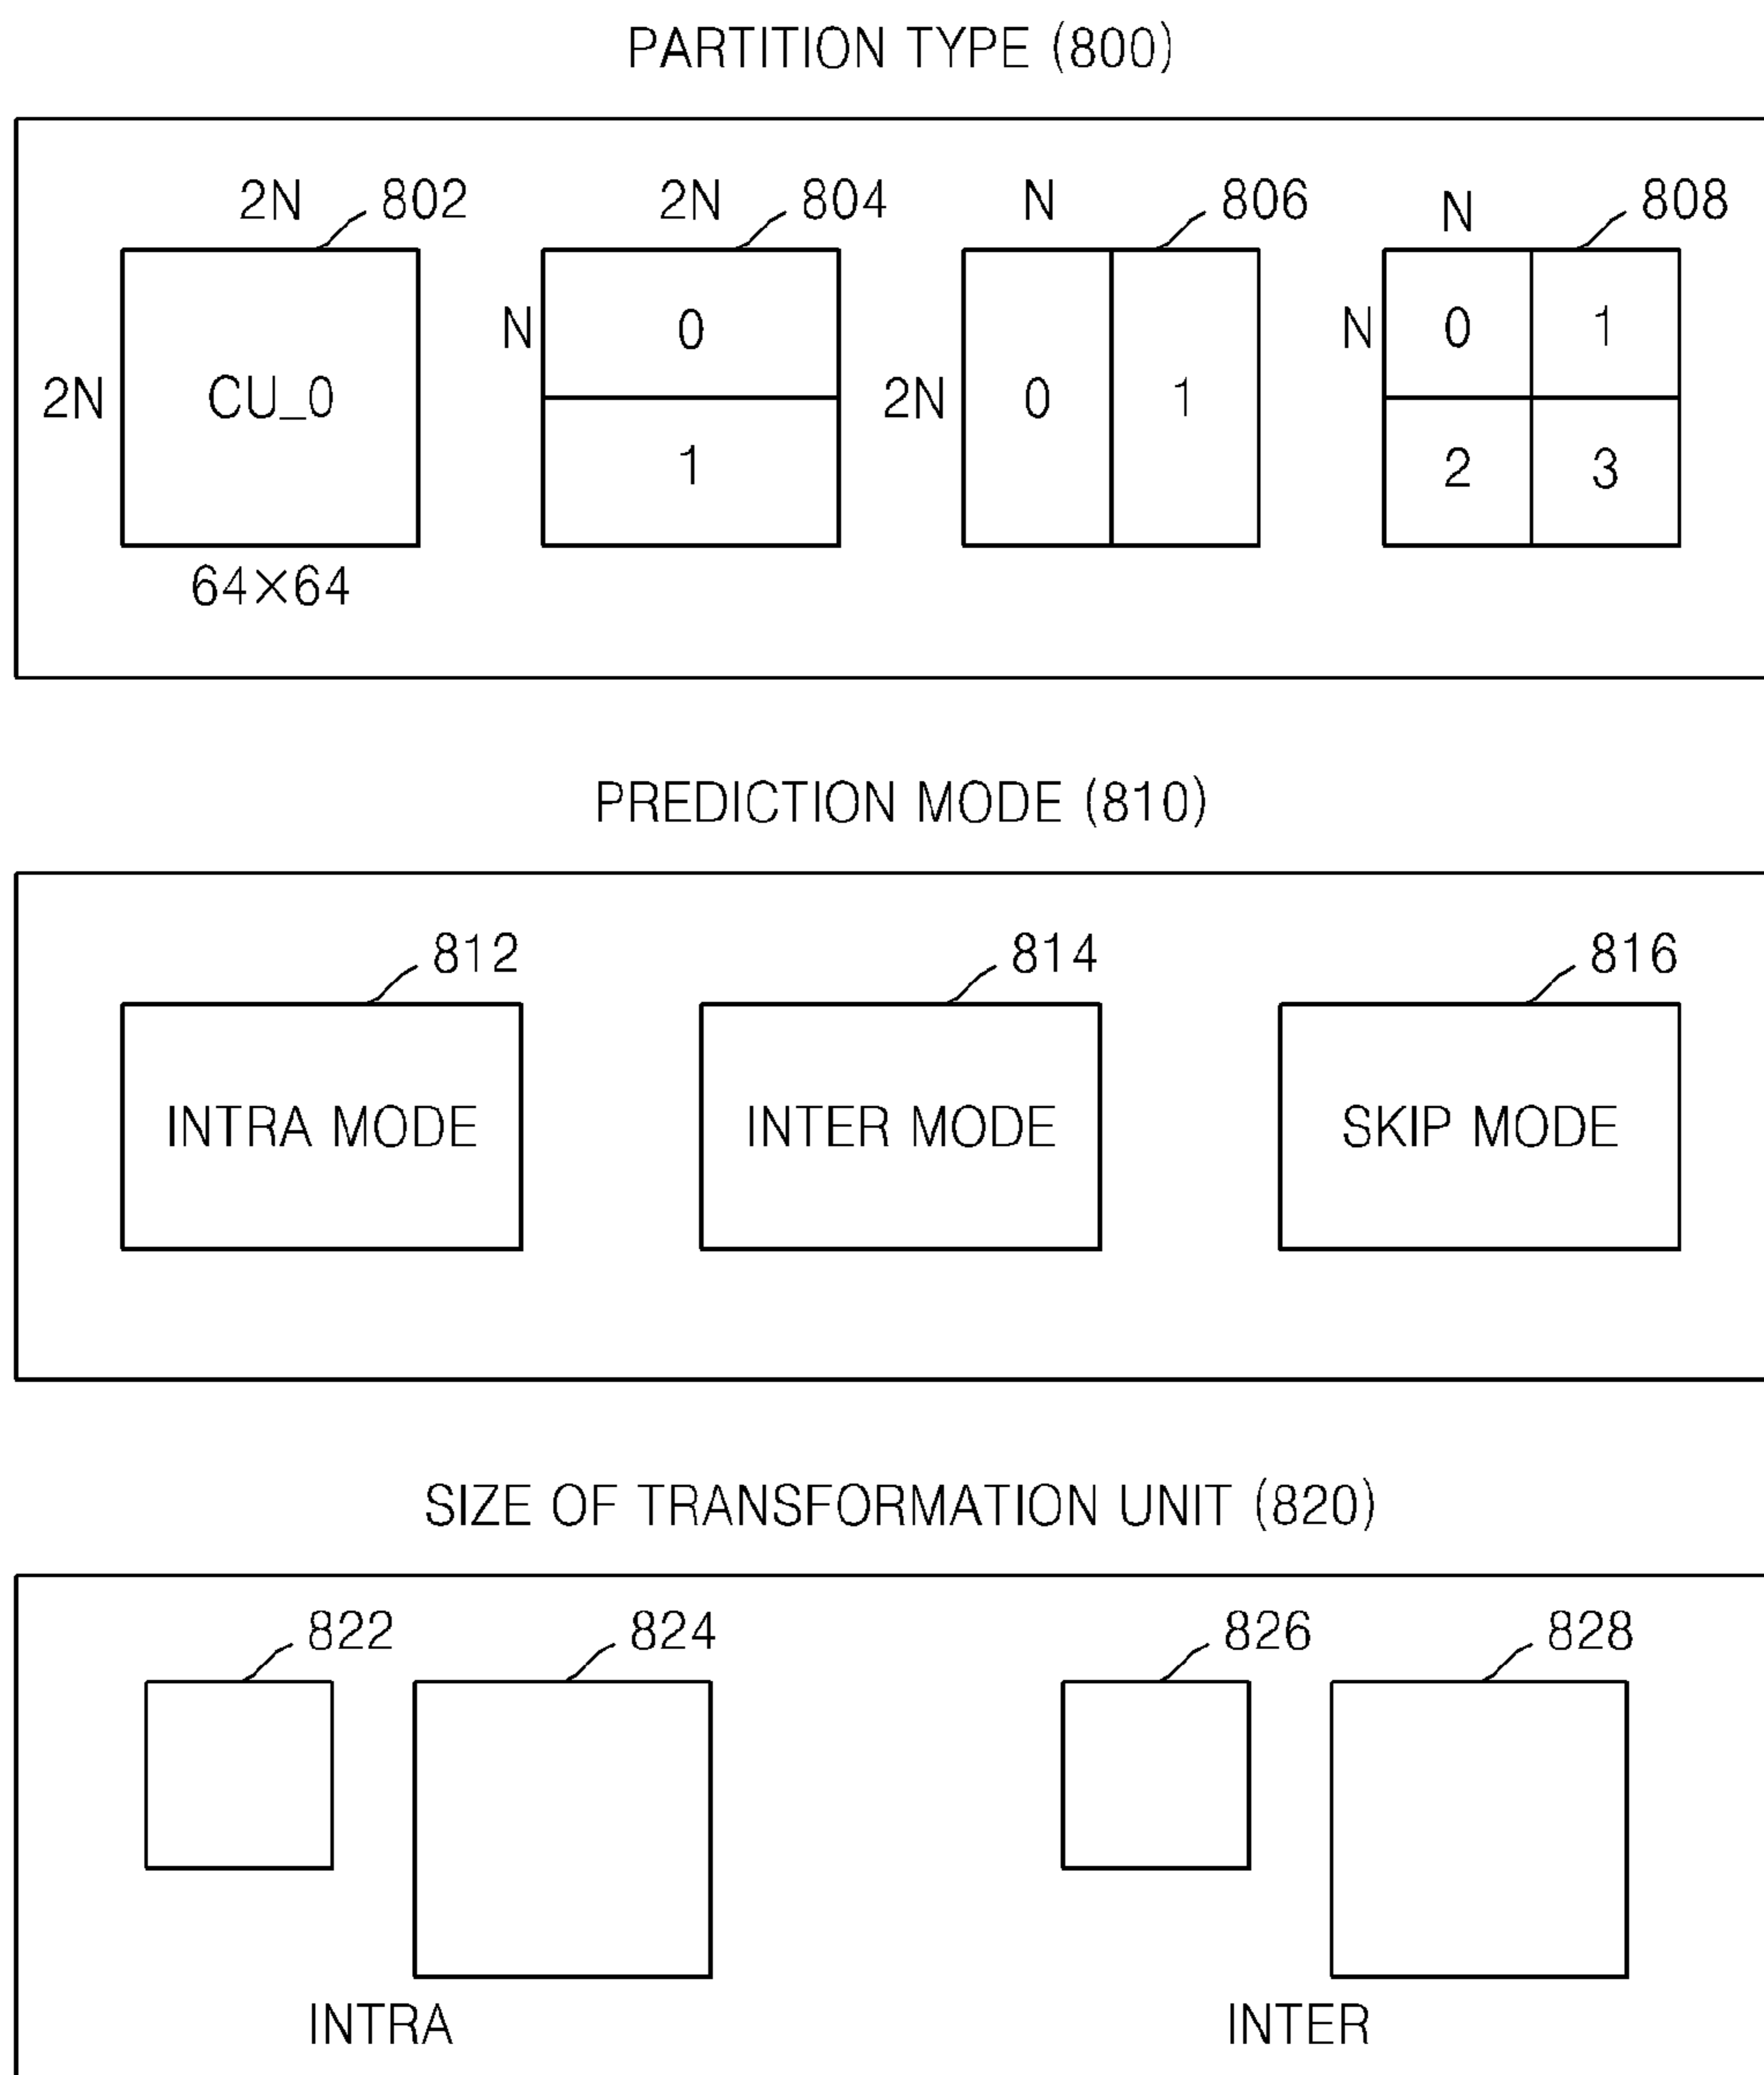 PARTITION TYPE (800)
2N 802 2N 804 N 806 N 808
N 0 N 0 1
2N CU_0 2N 0 1
1 2 3
64×64
PREDICTION MODE (810)
812 814 816
INTRA MODE INTER MODE SKIP MODE
SIZE OF TRANSFORMATION UNIT (820)
822 824 826 828
INTRA INTER